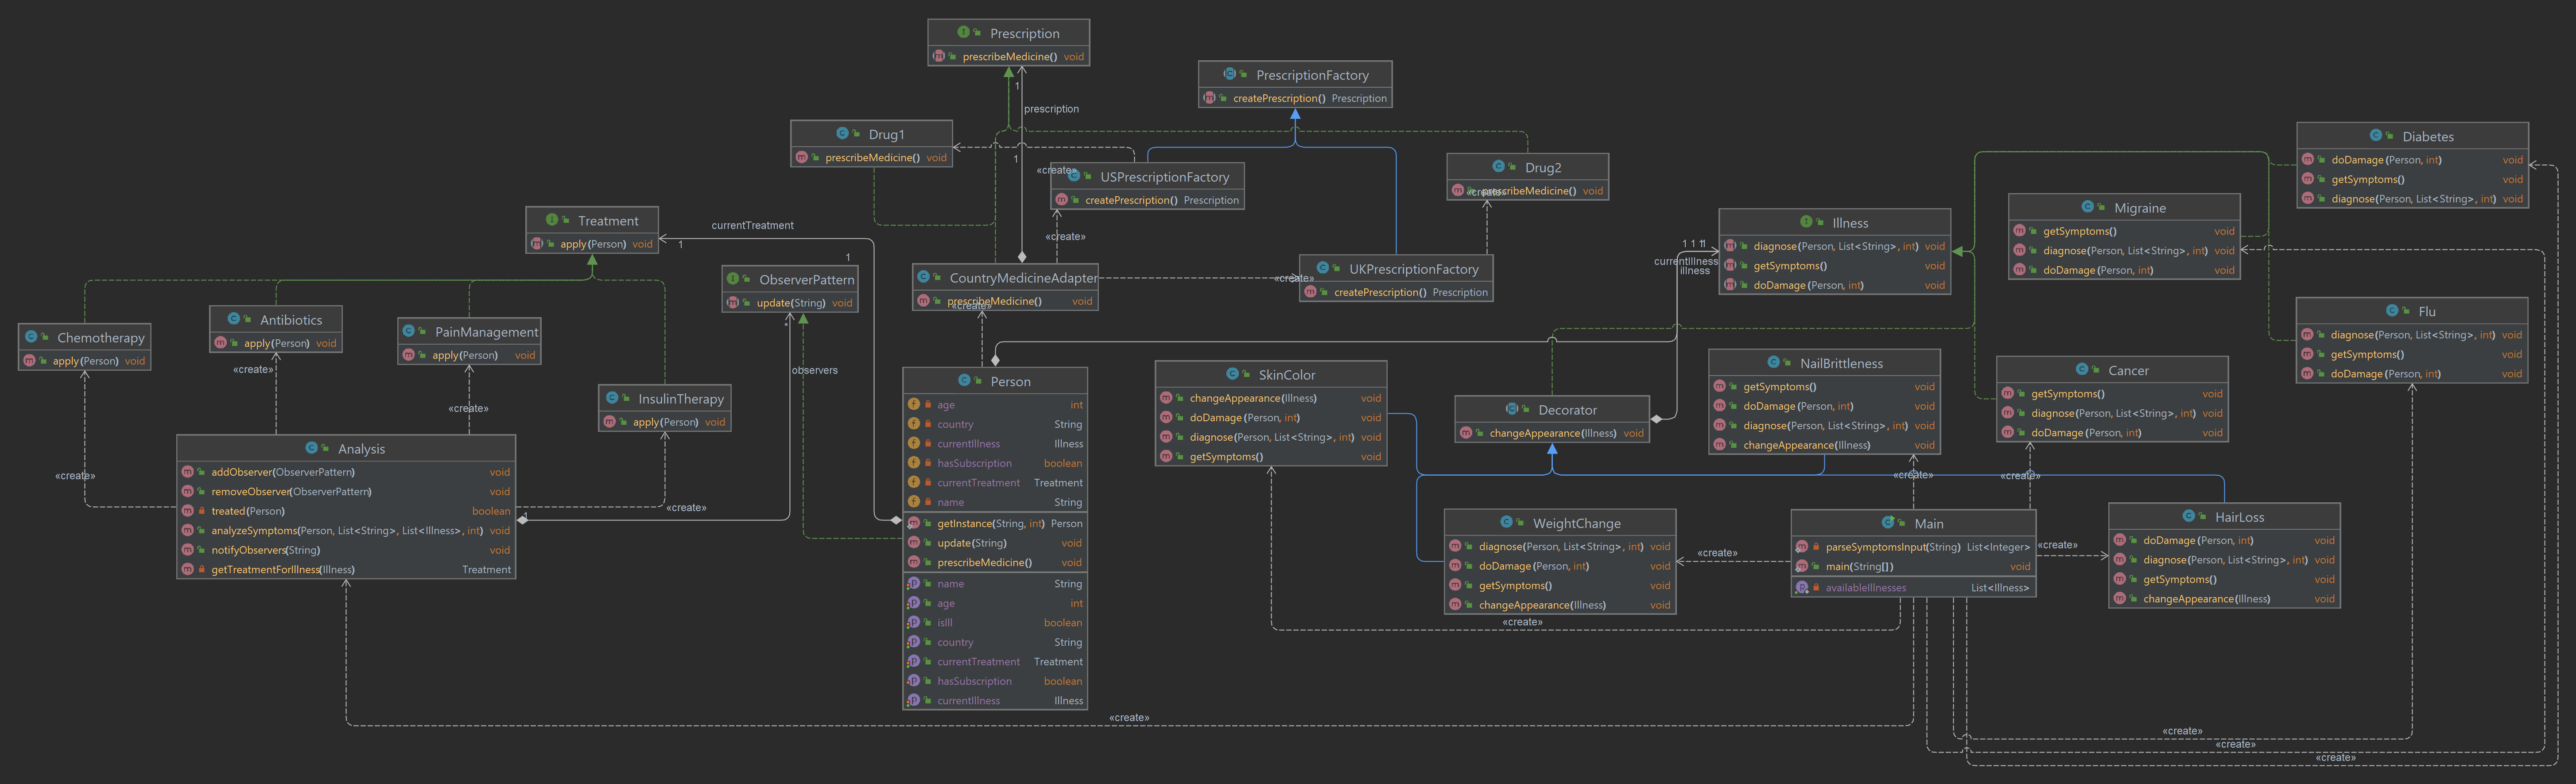 Prescription
prescribeMedicine() void
PrescriptionFactory
createPrescription() Prescription
1
prescription
Drug1
prescribeMedicine() void
1
«create»
USPrescriptionFactory
createPrescription() Prescription
Drug2
prescribeMedicine() void
«create»
Diabetes
doDamage(Person, int) void
getSymptoms() void
diagnose(Person, List<String>, int) void
Migraine
getSymptoms() void
diagnose(Person, List<String>, int) void
doDamage(Person, int) void
Treatment
apply(Person) void
currentTreatment
1
«create»
Illness
diagnose(Person, List<String>, int) void
getSymptoms() void
doDamage(Person, int) void
1 1 11
currentIllness
illness
1
ObserverPattern
update(String) void
CountryMedicineAdapter
prescribeMedicine() void
«create»
«create»
UKPrescriptionFactory
createPrescription() Prescription
Chemotherapy
apply(Person) void
Antibiotics
apply(Person) void
PainManagement
apply(Person) void
*
observers
Flu
diagnose(Person, List<String>, int) void
getSymptoms() void
doDamage(Person, int) void
«create»
«create»
InsulinTherapy
apply(Person) void
Person
age int
country String
currentIllness Illness
hasSubscription boolean
currentTreatment Treatment
name String
getInstance(String, int) Person
update(String) void
prescribeMedicine() void
name String
age int
isIll boolean
country String
currentTreatment Treatment
hasSubscription boolean
currentIllness Illness
SkinColor
changeAppearance(Illness) void
doDamage(Person, int) void
diagnose(Person, List<String>, int) void
getSymptoms() void
Decorator
changeAppearance(Illness) void
NailBrittleness
getSymptoms() void
doDamage(Person, int) void
diagnose(Person, List<String>, int) void
changeAppearance(Illness) void
Cancer
getSymptoms() void
diagnose(Person, List<String>, int) void
doDamage(Person, int) void
Analysis
addObserver(ObserverPattern) void
removeObserver(ObserverPattern) void
treated(Person) boolean
analyzeSymptoms(Person, List<String>, List<Illness>, int) void
notifyObservers(String) void
getTreatmentForIllness(Illness) Treatment
«create»
«create»
1
«create»
«create»
WeightChange
diagnose(Person, List<String>, int) void
doDamage(Person, int) void
getSymptoms() void
changeAppearance(Illness) void
«create»
Main
parseSymptomsInput(String) List<Integer>
main(String[]) void
availableIllnesses List<Illness>
«create»
HairLoss
doDamage(Person, int) void
diagnose(Person, List<String>, int) void
getSymptoms() void
changeAppearance(Illness) void
«create»
«create»
«create»
«create»
«create»